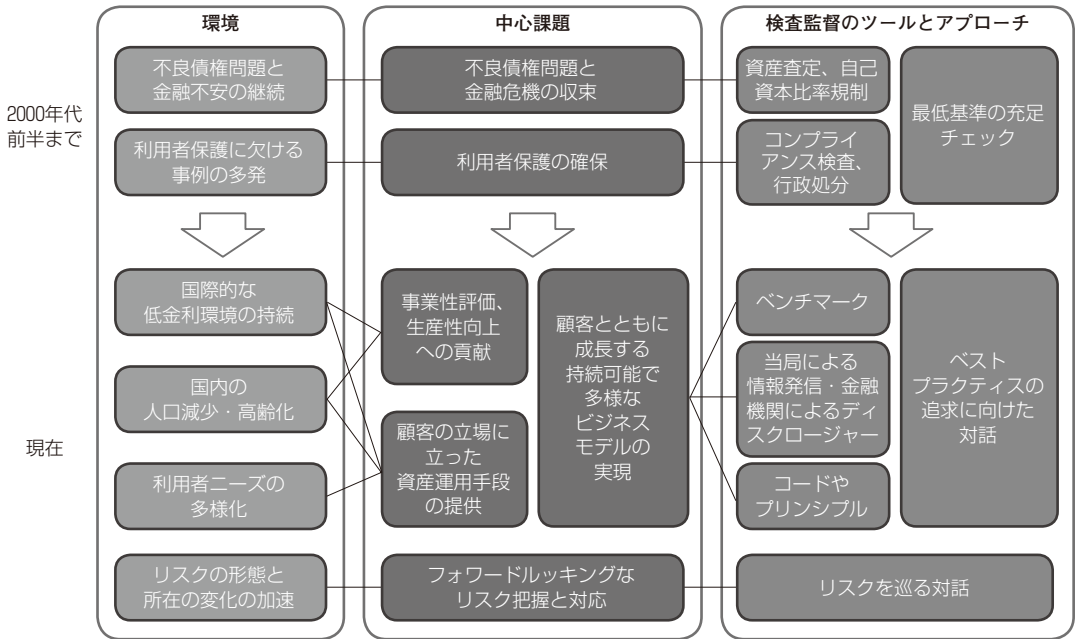 環境
中心課題
検査監督のツールとアプローチ
2000年代
前半まで
不良債権問題と
金融不安の継続
不良債権問題と
金融危機の収束
資産査定、自己
資本比率規制
最低基準の充足
チェック
利用者保護に欠ける
事例の多発
利用者保護の確保
コンプライ
アンス検査、
行政処分
現在
国際的な
低金利環境の持続
国内の
人口減少・高齢化
利用者ニーズの
多様化
事業性評価、
生産性向上
への貢献
顧客の立場に
立った
資産運用手段
の提供
顧客とともに
成長する
持続可能で
多様な
ビジネス
モデルの
実現
ベンチマーク
当局による
情報発信・金融
機関によるディ
スクロージャー
コードや
プリンシプル
ベスト
プラクティスの
追求に向けた
対話
リスクの形態と
所在の変化の加速
フォワードルッキングな
リスク把握と対応
リスクを巡る対話